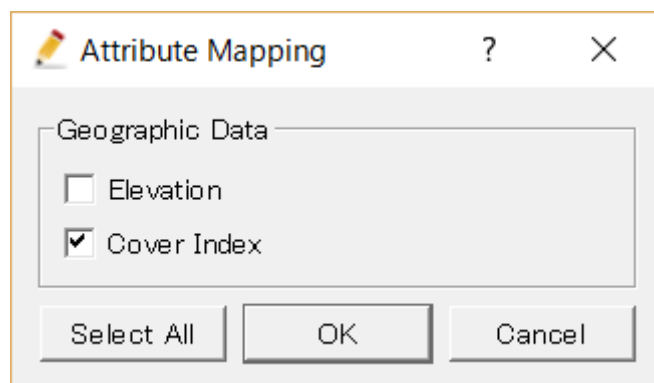 Attribute Mapping ?
Geographic Data
Elevation
Cover Index
Select All OK Cancel